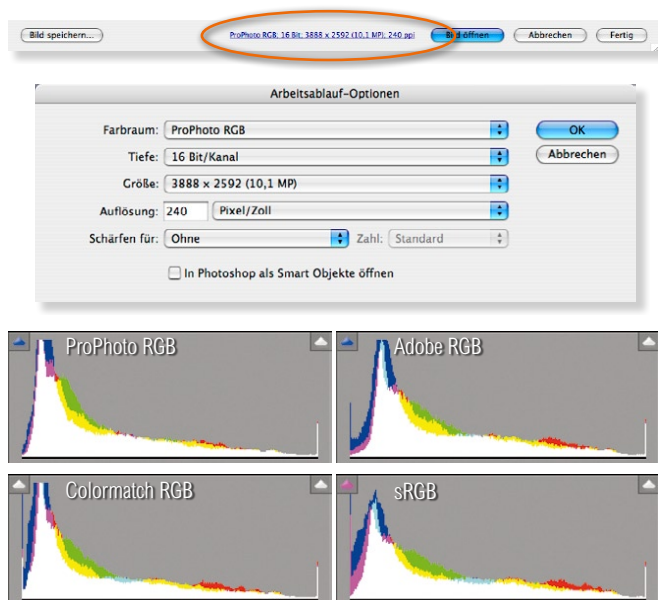 Bild speichern... ProPhoto RGB; 16 Bit; 3888 x 2592 (10,1 MP); 240 ppi Bild öffnen Abbrechen Fertig
Arbeitsablauf-Optionen
Farbraum: ProPhoto RGB OK
Tiefe: 16 Bit/Kanal Abbrechen
Größe: 3888 x 2592 (10,1 MP)
Auflösung: 240 Pixel/Zoll
Schärfen für: Ohne Zahl: Standard
In Photoshop als Smart Objekte öffnen
ProPhoto RGB Adobe RGB
Colormatch RGB sRGB